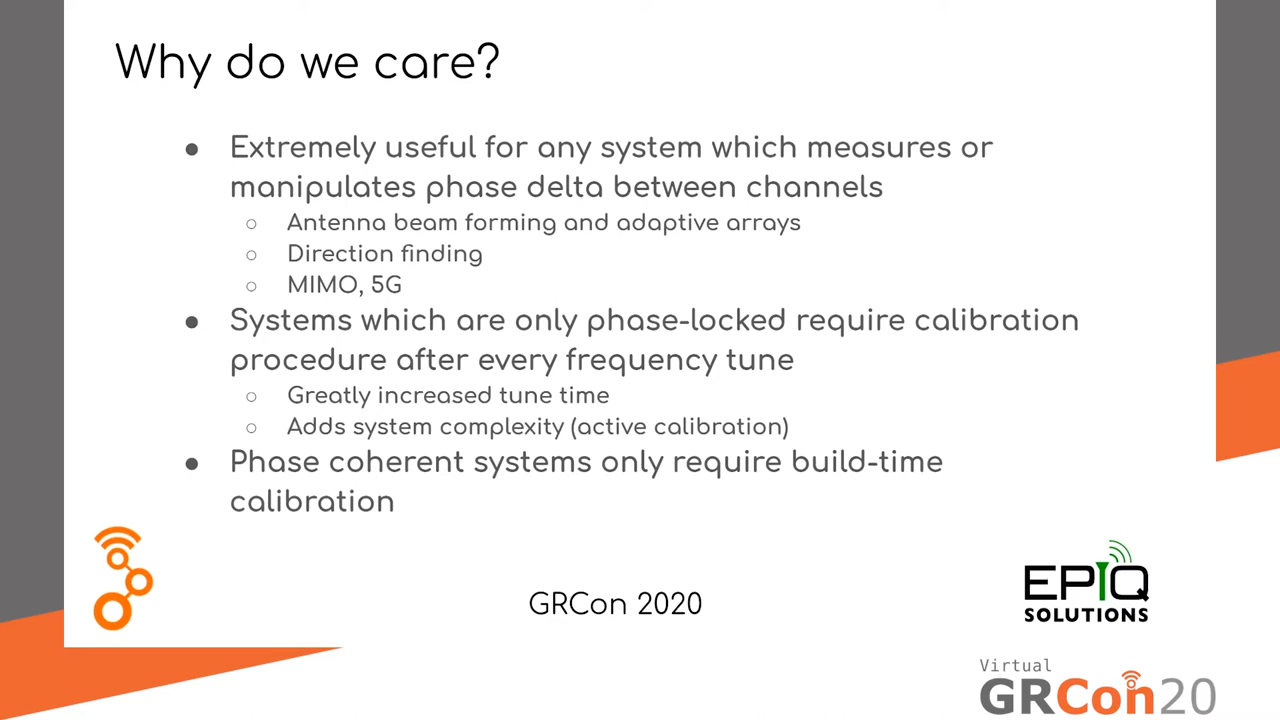 Why do we care?
● Extremely useful for any system which measures or
manipulates phase delta between channels
○ Antenna beam forming and adaptive arrays
○ Direction finding
○ MIMO, 5G
● Systems which are only phase-locked require calibration
procedure after every frequency tune
○ Greatly increased tune time
○ Adds system complexity (active calibration)
● Phase coherent systems only require build-time
calibration
GRCon 2020
EPIQ
SOLUTIONS
Virtual
GRCon20